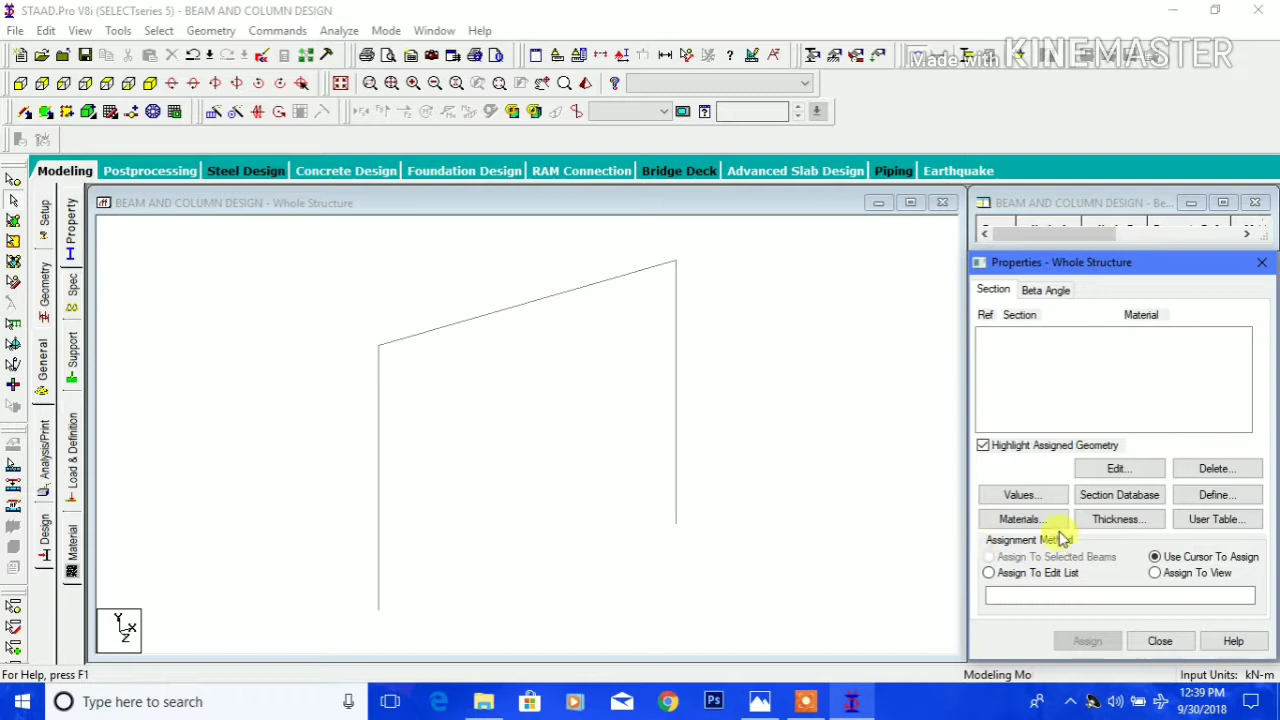 STAAD.Pro V8i (SELECTseries 5) - BEAM AND COLUMN DESIGN
File Edit View Tools Select Geometry Commands Analyze Mode Window Help
Made with KINEMASTER
Modeling Postprocessing Steel Design Concrete Design Foundation Design RAM Connection Bridge Deck Advanced Slab Design Piping Earthquake
BEAM AND COLUMN DESIGN - Whole Structure
BEAM AND COLUMN DESIGN - Be...
Setup
Geometry
General
Analysis/Print
Design
Property
Spec
Support
Load & Definition
Material
Properties - Whole Structure
Section Beta Angle
Ref Section Material
Highlight Assigned Geometry
Edit... Delete...
Values... Section Database Define...
Materials... Thickness... User Table...
Assignment Method
Assign To Selected Beams Use Cursor To Assign
Assign To Edit List Assign To View
Assign Close Help
Y
X
Z
For Help, press F1 Modeling Mo Input Units: kN-m
Type here to search
Ps
12:39 PM
9/30/2018